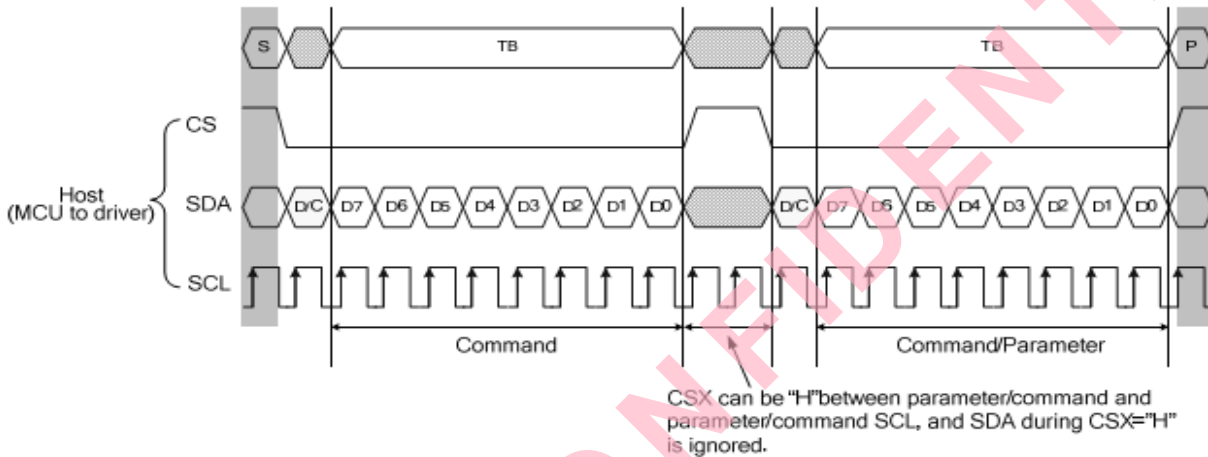 S TB TB P
CS
Host
(MCU to driver)
SDA D/C D7 D6 D5 D4 D3 D2 D1 D0 D/C D7 D6 D5 D4 D3 D2 D1 D0
SCL
Command Command/Parameter
CSX can be "H"between parameter/command and
parameter/command SCL, and SDA during CSX="H"
is ignored.
ONFIDENT